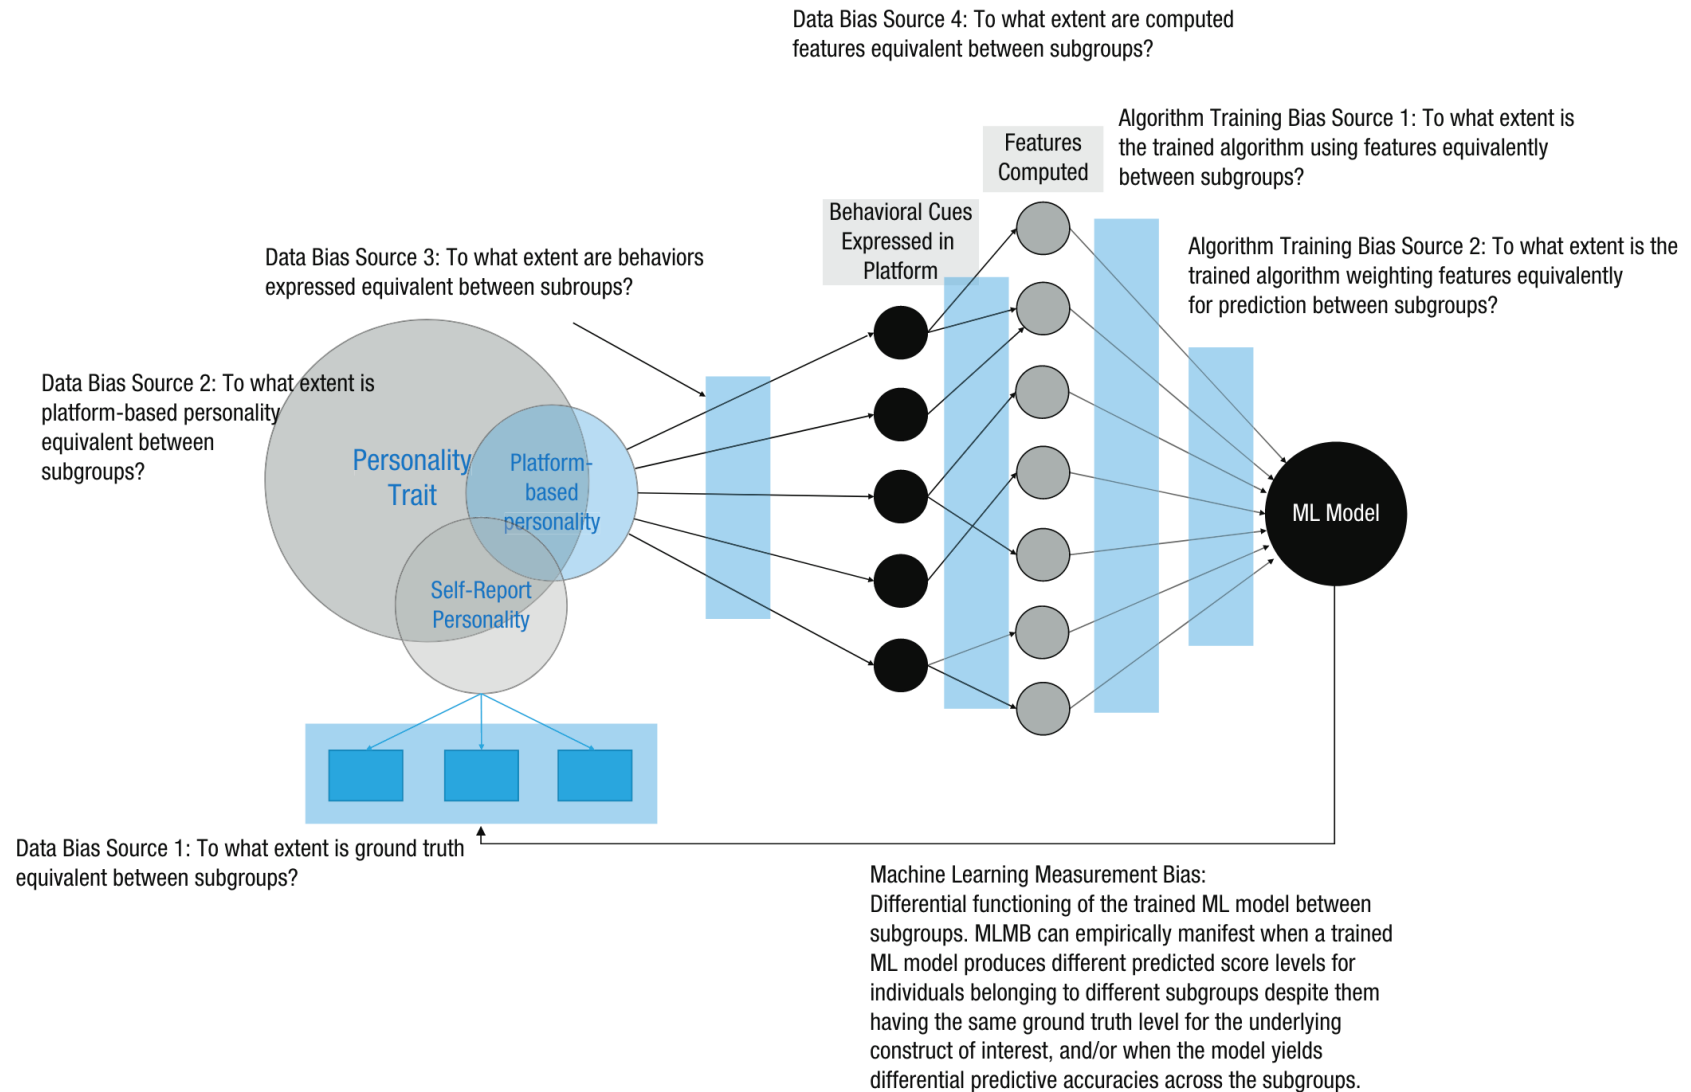 Data Bias Source 4: To what extent are computed
features equivalent between subgroups?
Algorithm Training Bias Source 1: To what extent is
the trained algorithm using features equivalently
between subgroups?
Features
Computed
Behavioral Cues
Expressed in
Platform
Algorithm Training Bias Source 2: To what extent is the
trained algorithm weighting features equivalently
for prediction between subgroups?
Data Bias Source 3: To what extent are behaviors
expressed equivalent between subroups?
Data Bias Source 2: To what extent is
platform-based personality
equivalent between
subgroups?
Personality
Trait
Platform-
based
personality
Self-Report
Personality
ML Model
Data Bias Source 1: To what extent is ground truth
equivalent between subgroups?
Machine Learning Measurement Bias:
Differential functioning of the trained ML model between
subgroups. MLMB can empirically manifest when a trained
ML model produces different predicted score levels for
individuals belonging to different subgroups despite them
having the same ground truth level for the underlying
construct of interest, and/or when the model yields
differential predictive accuracies across the subgroups.